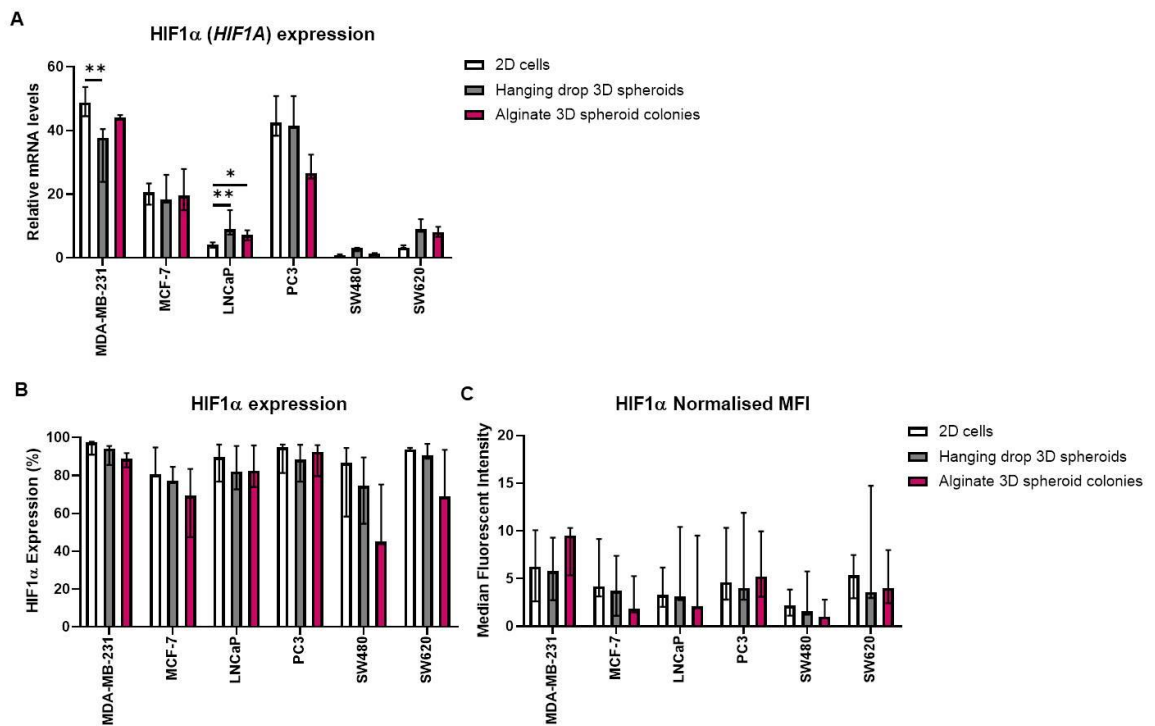 A
HIF1α (HIF1A) expression
Relative mRNA levels
60
40
20
0
**
**
*
MDA-MB-231
MCF-7
LNCaP
PC3
SW480
SW620
2D cells
Hanging drop 3D spheroids
Alginate 3D spheroid colonies
B
HIF1α expression
HIF1α Expression (%)
100
80
60
40
20
0
MDA-MB-231
MCF-7
LNCaP
PC3
SW480
SW620
C
HIF1α Normalised MFI
Median Fluorescent Intensity
20
15
10
5
0
MDA-MB-231
MCF-7
LNCaP
PC3
SW480
SW620
2D cells
Hanging drop 3D spheroids
Alginate 3D spheroid colonies